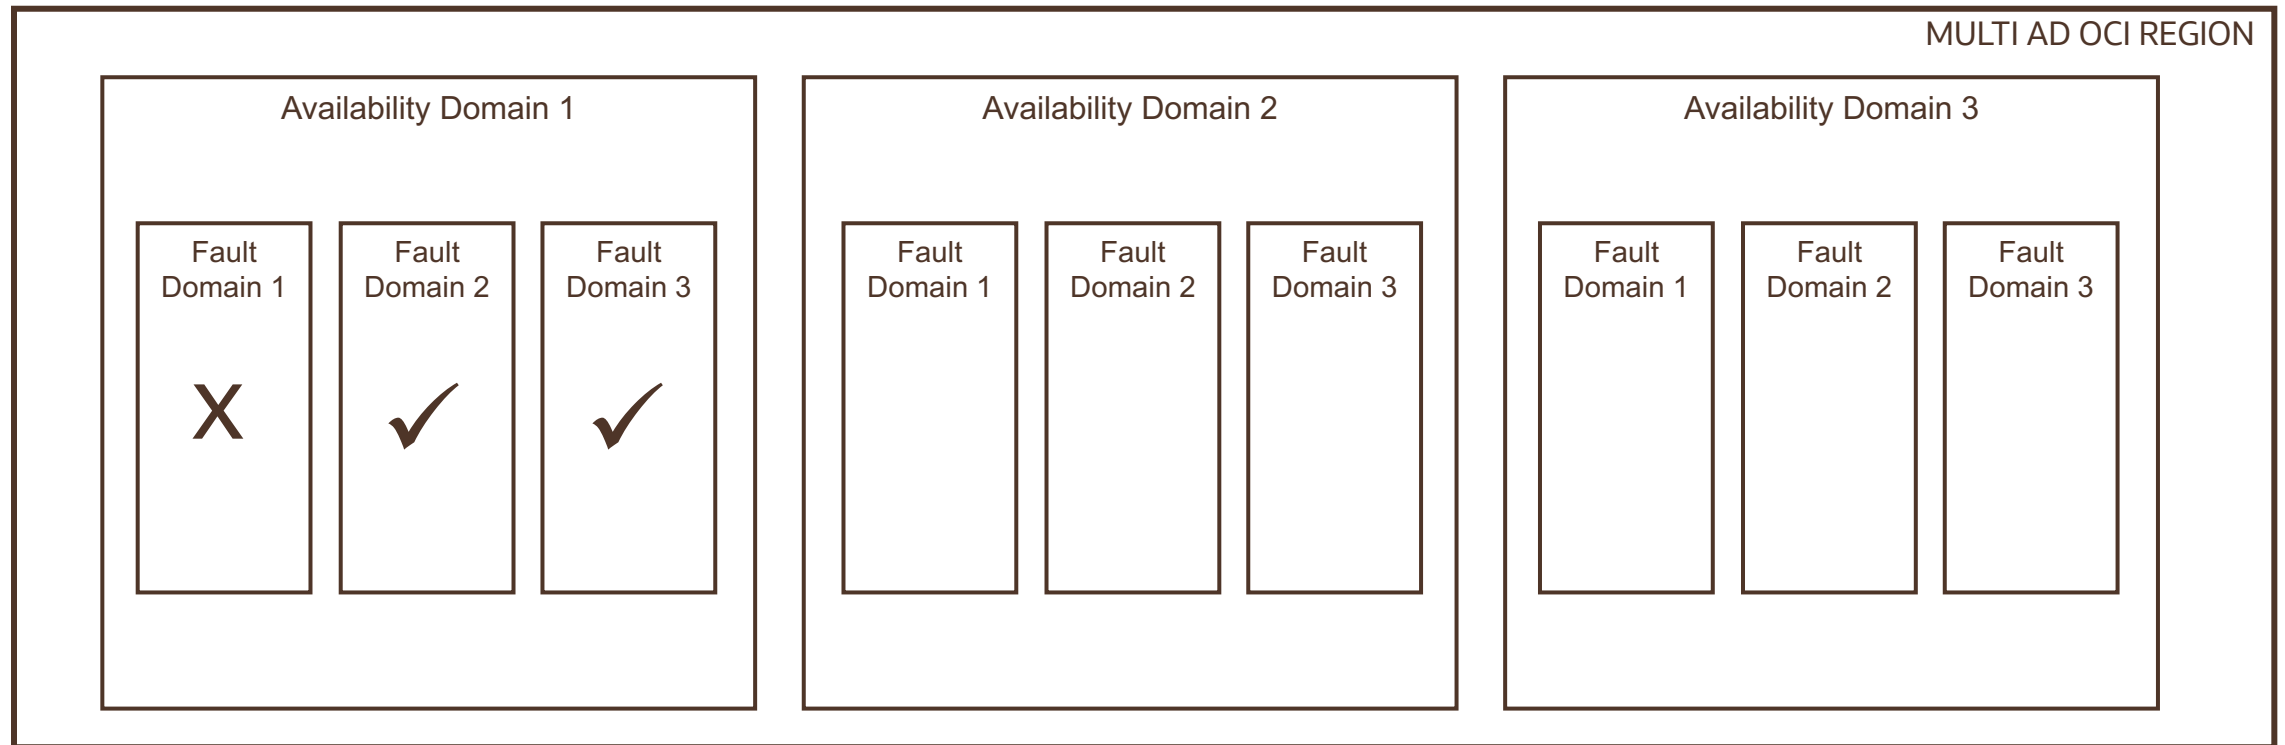 MULTI AD OCI REGION
Availability Domain 1
Fault
Domain 1
X
Fault
Domain 2
✓
Fault
Domain 3
✓
Availability Domain 2
Fault
Domain 1
Fault
Domain 2
Fault
Domain 3
Availability Domain 3
Fault
Domain 1
Fault
Domain 2
Fault
Domain 3